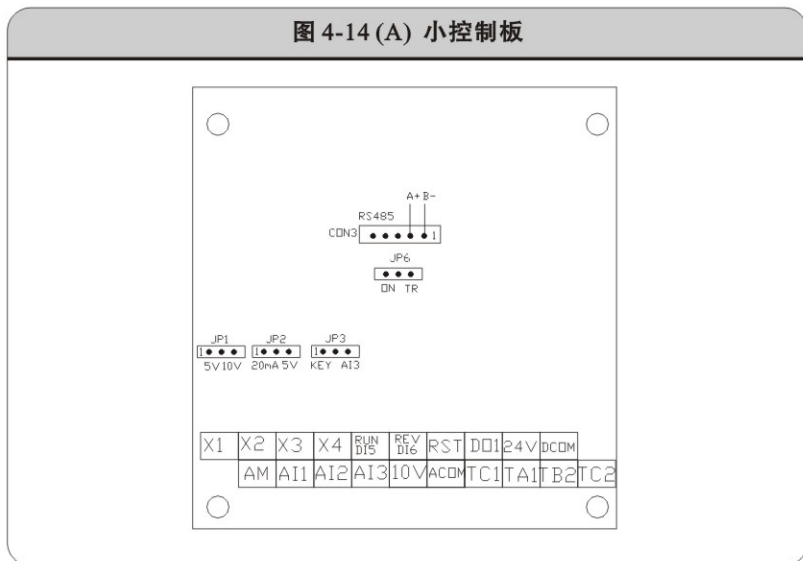 图 4-14 (A) 小控制板
A+ B-
RS485
CON3 1
JP6
ON TR
JP1 JP2 JP3
1 1 1
5V 10V 20mA 5V KEY AI3
X1 X2 X3 X4 RUN DI5 REV DI6 RST DO1 24V DCOM
AM AI1 AI2 AI3 10V ACOM TC1 TA1 TB2 TC2